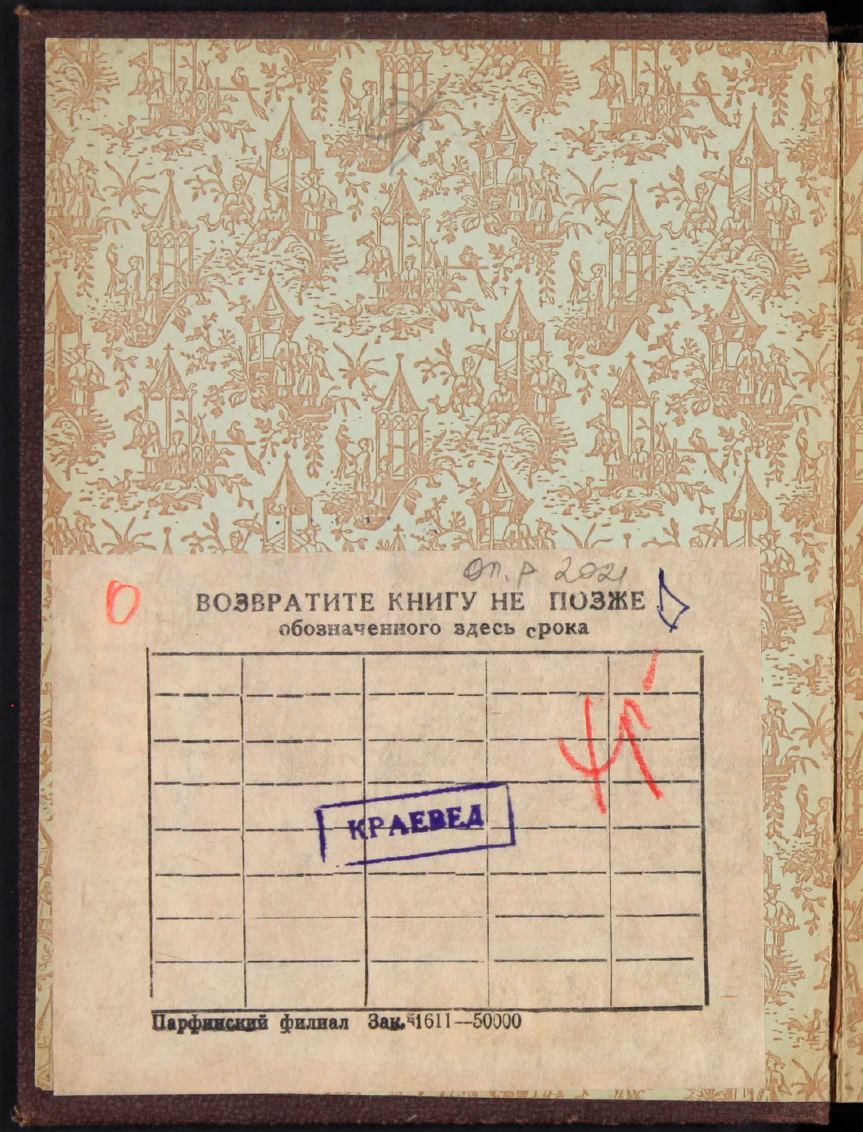 оп. р 2021
О
ВОЗВРАТИТЕ КНИГУ НЕ ПОЗЖЕ
обозначенного здесь срока
КРАЕВЕД
Парфинский филиал Зак. 1611—50000